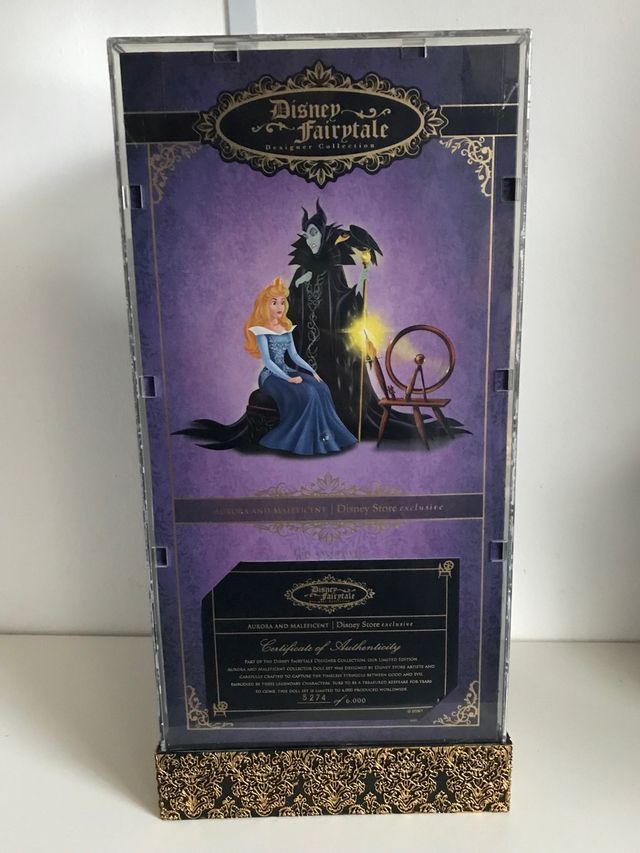 Disney
Fairytale
Designer Collection
AURORA AND MALEFICENT | Disney Store exclusive
Disney
Fairytale
Designer Collection
AURORA AND MALEFICENT | Disney Store exclusive
Certificate of Authenticity
PART OF THE DISNEY FAIRYTALE DESIGNER COLLECTION, OUR LIMITED EDITION
AURORA AND MALEFICENT COLLECTOR DOLL SET WAS DESIGNED BY DISNEY STORE ARTISTS AND
CAREFULLY CRAFTED TO CAPTURE THE TIMELESS STRUGGLE BETWEEN GOOD AND EVIL
EMBODIED IN THESE LEGENDARY CHARACTERS. SURE TO BE A TREASURED KEEPSAKE FOR YEARS
TO COME, THIS DOLL SET IS LIMITED TO 6,000 PRODUCED WORLDWIDE.
5274 of 6,000